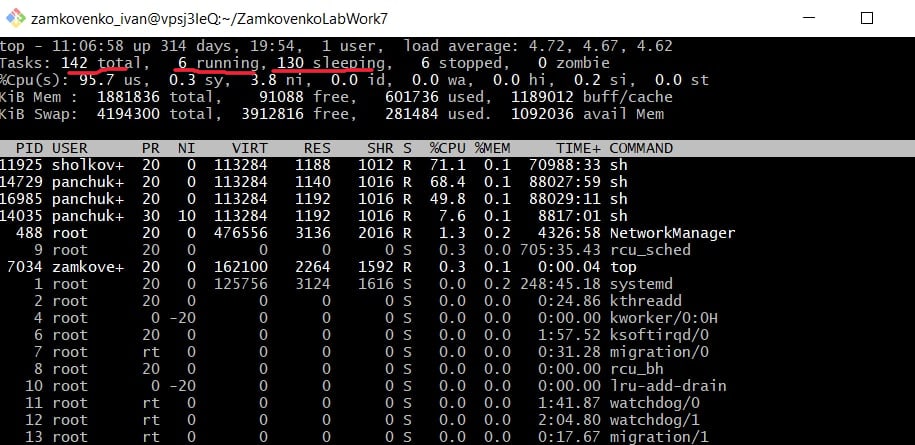 zamkovenko_ivan@vpsj3IeQ:~/ZamkovenkoLabWork7
top - 11:06:58 up 314 days, 19:54,  1 user,  load average: 4.72, 4.67, 4.62
Tasks: 142 total,   6 running, 130 sleeping,   6 stopped,   0 zombie
%Cpu(s): 95.7 us,  0.3 sy,  3.8 ni,  0.0 id,  0.0 wa,  0.0 hi,  0.2 si,  0.0 st
KiB Mem :  1881836 total,    91088 free,   601736 used,  1189012 buff/cache
KiB Swap:  4194300 total,  3912816 free,   281484 used.  1092036 avail Mem
PID USER      PR  NI    VIRT    RES    SHR S  %CPU %MEM     TIME+ COMMAND
11925 sholkov+  20   0  113284   1188   1012 R  71.1  0.1  70988:33 sh
14729 panchuk+  20   0  113284   1140   1016 R  68.4  0.1  88027:59 sh
16985 panchuk+  20   0  113284   1192   1016 R  49.8  0.1  88029:11 sh
14035 panchuk+  30  10  113284   1192   1016 R   7.6  0.1   8817:01 sh
488 root      20   0  476556   3136   2016 R   1.3  0.2   4326:58 NetworkManager
9 root      20   0       0      0      0 S   0.3  0.0 705:35.43 rcu_sched
7034 zamkove+  20   0  162100   2264   1592 R   0.3  0.1   0:00.04 top
1 root      20   0  125756   3124   1616 S   0.0  0.2 248:45.18 systemd
2 root      20   0       0      0      0 S   0.0  0.0   0:24.86 kthreadd
4 root       0 -20       0      0      0 S   0.0  0.0   0:00.00 kworker/0:0H
6 root      20   0       0      0      0 S   0.0  0.0   1:57.52 ksoftirqd/0
7 root      rt   0       0      0      0 S   0.0  0.0   0:31.28 migration/0
8 root      20   0       0      0      0 S   0.0  0.0   0:00.00 rcu_bh
10 root       0 -20       0      0      0 S   0.0  0.0   0:00.00 lru-add-drain
11 root      rt   0       0      0      0 S   0.0  0.0   1:41.87 watchdog/0
12 root      rt   0       0      0      0 S   0.0  0.0   2:04.80 watchdog/1
13 root      rt   0       0      0      0 S   0.0  0.0   0:17.67 migration/1